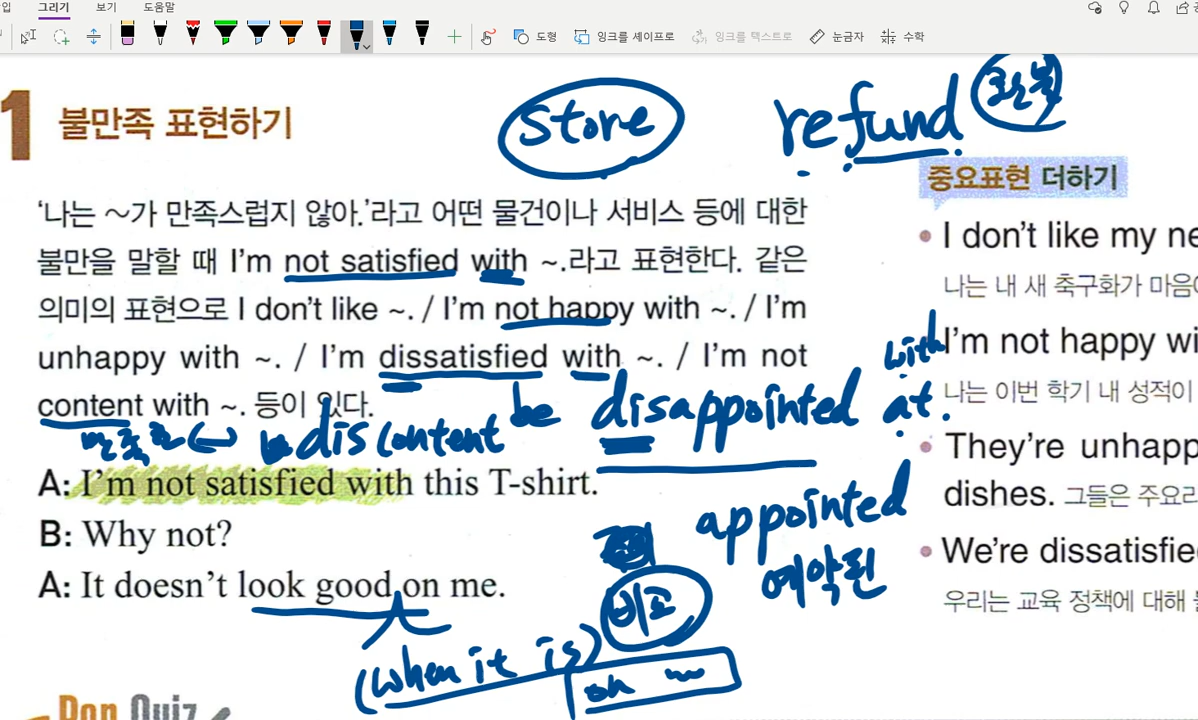 그리기 보기 도움말
도형 잉크를 셰이프로 잉크를 텍스트로 눈금자 수학
store refund 환불
1 불만족 표현하기
중요표현 더하기
'나는 ~가 만족스럽지 않아.'라고 어떤 물건이나 서비스 등에 대한
불만을 말할 때 I'm not satisfied with ~.라고 표현한다. 같은
의미의 표현으로 I don't like ~. / I'm not happy with ~. / I'm
unhappy with ~. / I'm dissatisfied with ~. / I'm not
content with ~. 등이 있다.
be disappointed at.
with
discontent
A: I'm not satisfied with this T-shirt.
B: Why not?
A: It doesn't look good on me.
appointed
예약된
비교
(when it is)
on ~
Pop Quiz
I don't like my ne
나는 내 새 축구화가 마음
I'm not happy wi
나는 이번 학기 내 성적이
They're unhapp
dishes. 그들은 주요리
We're dissatisfie
우리는 교육 정책에 대해